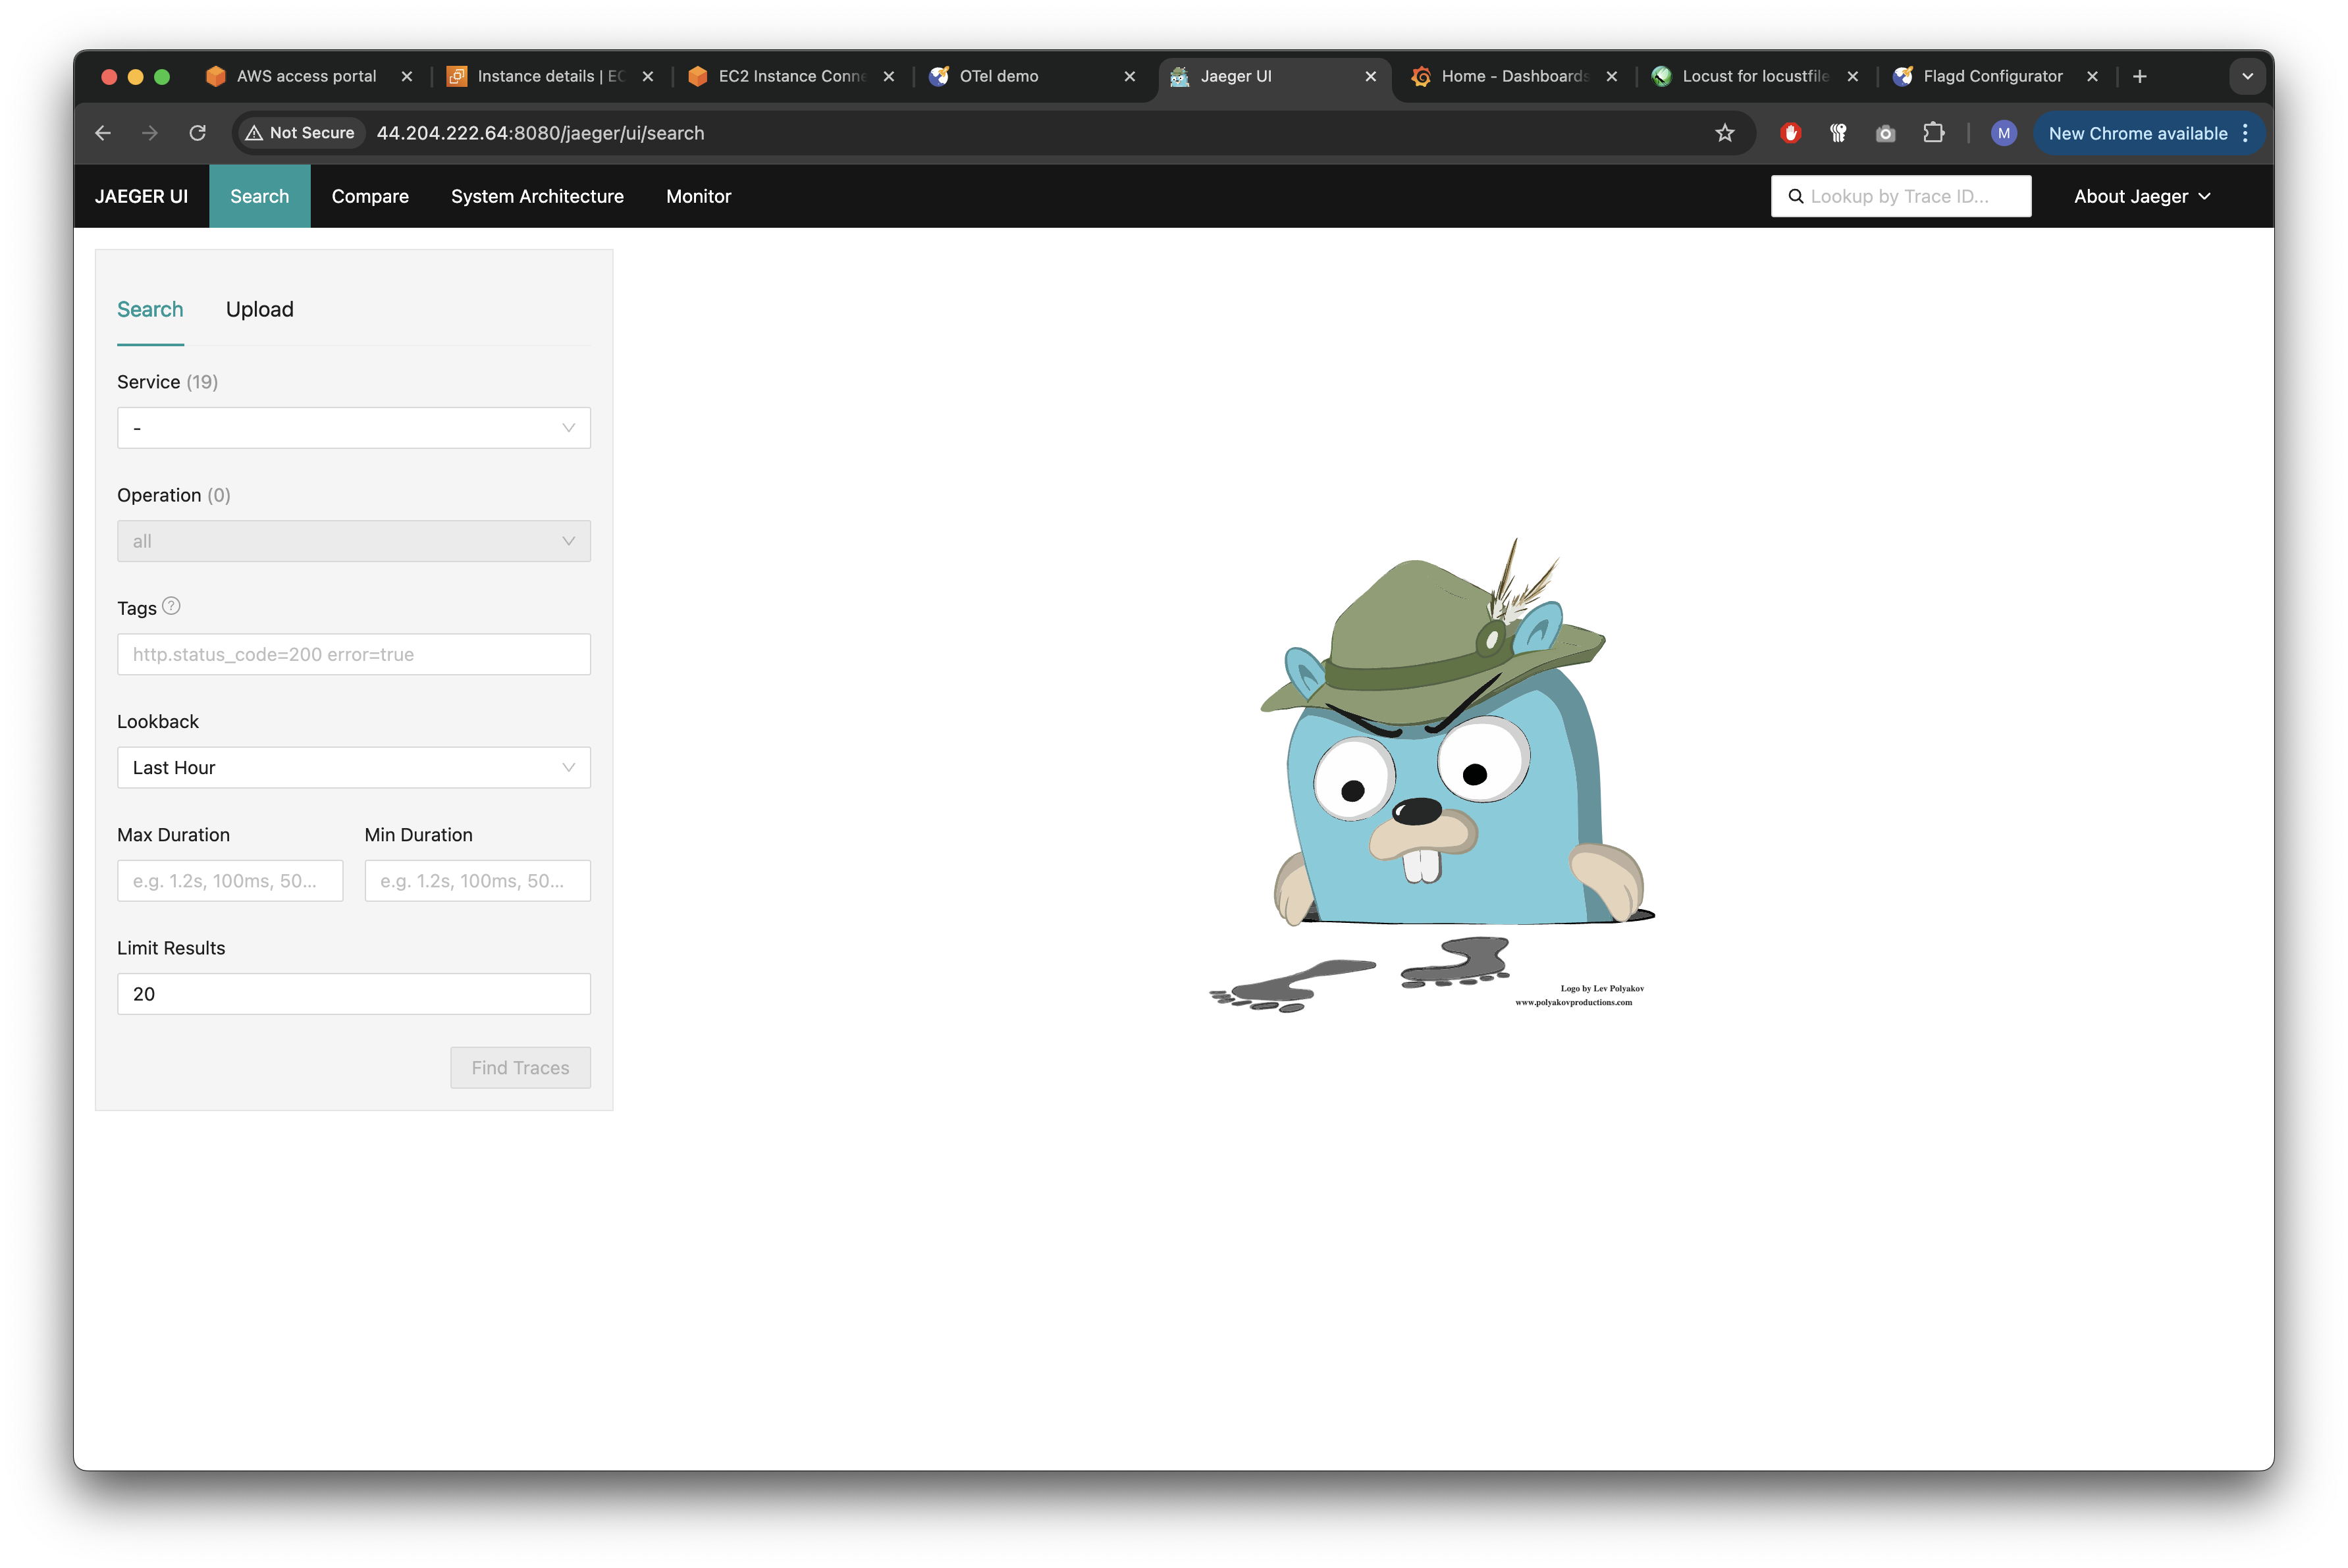 AWS access portal
Instance details | EC
EC2 Instance Conne
OTel demo
Jaeger UI
Home - Dashboards
Locust for locustfile
Flagd Configurator
Not Secure
44.204.222.64:8080/jaeger/ui/search
M
New Chrome available
JAEGER UI
Search
Compare
System Architecture
Monitor
Lookup by Trace ID...
About Jaeger
Search
Upload
Service (19)
-
Operation (0)
all
Tags ?
http.status_code=200 error=true
Lookback
Last Hour
Max Duration
Min Duration
e.g. 1.2s, 100ms, 50...
e.g. 1.2s, 100ms, 50...
Limit Results
20
Find Traces
Logo by Lev Polyakov
www.polyakovproductions.com